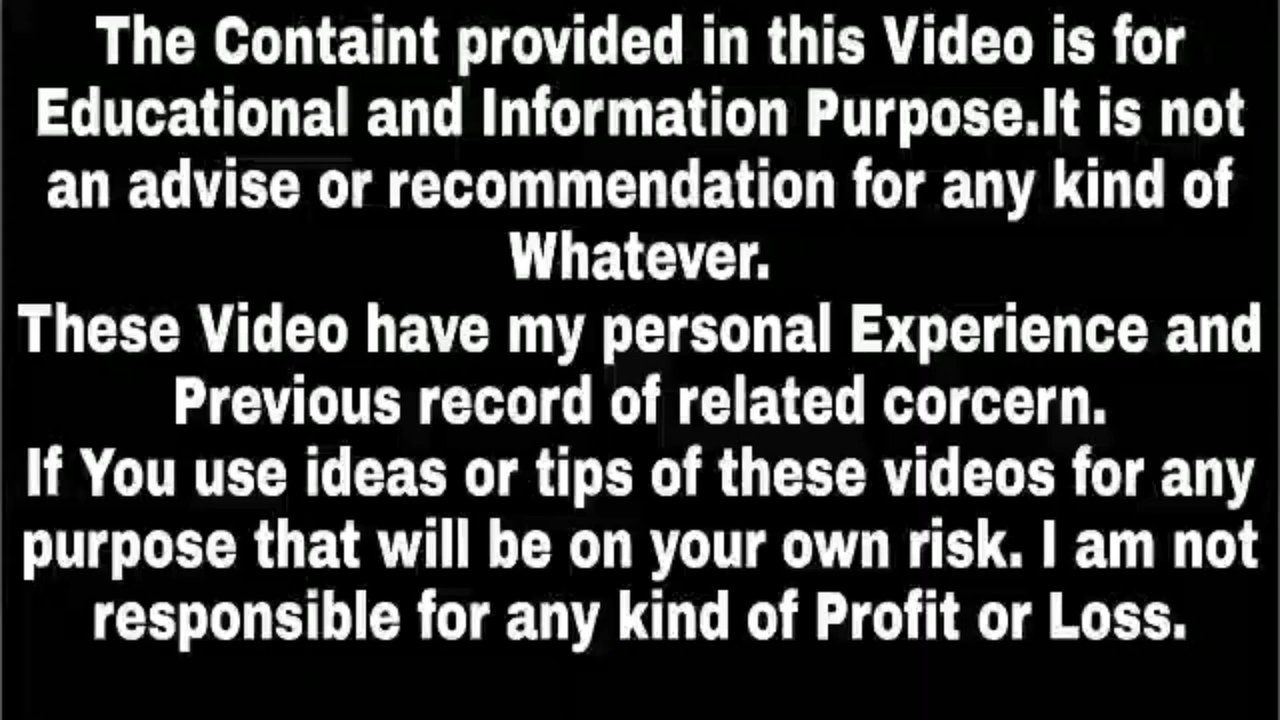 The Containt provided in this Video is for
Educational and Information Purpose.It is not
an advise or recommendation for any kind of
Whatever.
These Video have my personal Experience and
Previous record of related corcern.
If You use ideas or tips of these videos for any
purpose that will be on your own risk. I am not
responsible for any kind of Profit or Loss.